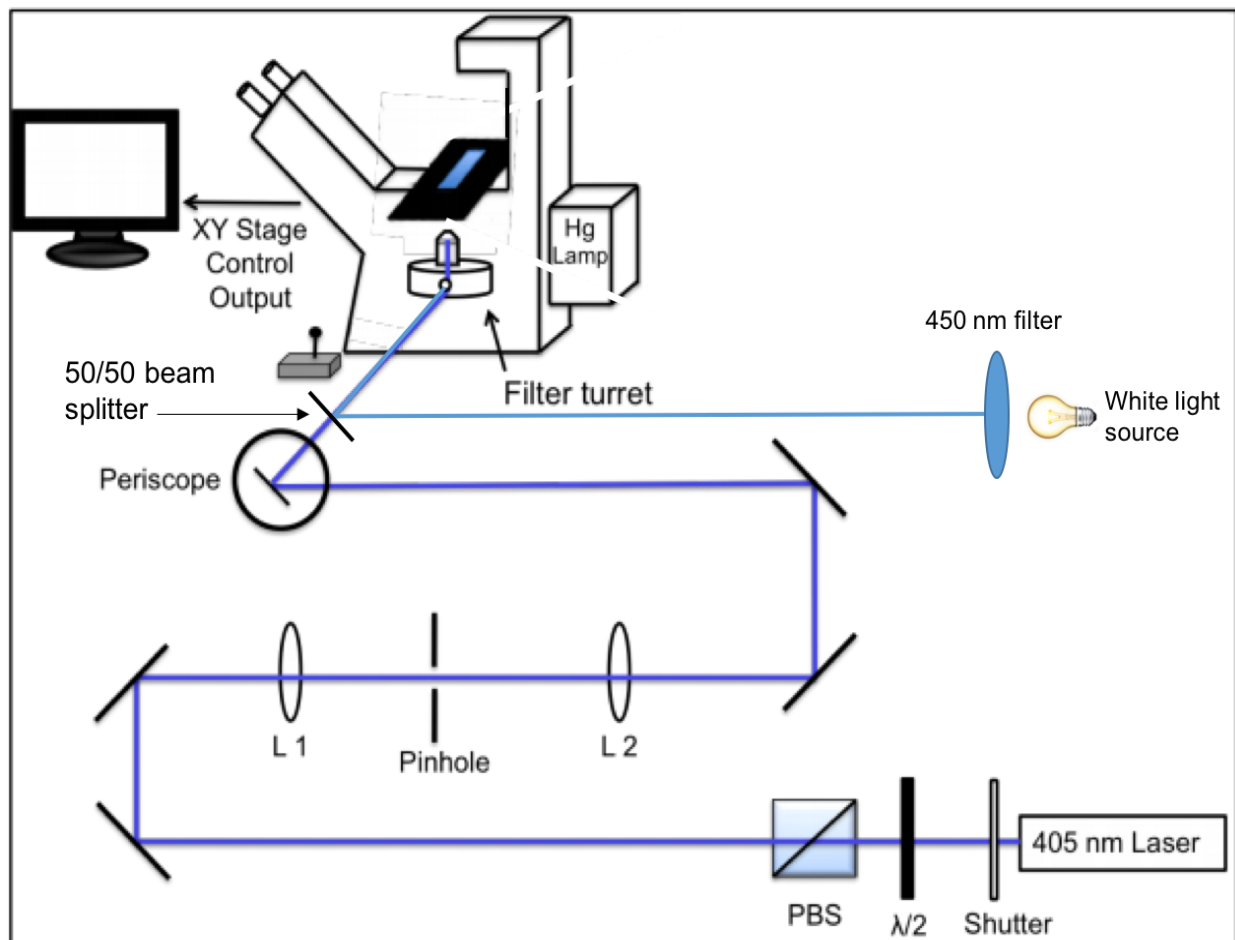 XY Stage
Control
Output
Hg
Lamp
450 nm filter
50/50 beam
splitter
Filter turret
White light
source
Periscope
L 1
Pinhole
L 2
405 nm Laser
PBS
λ/2
Shutter